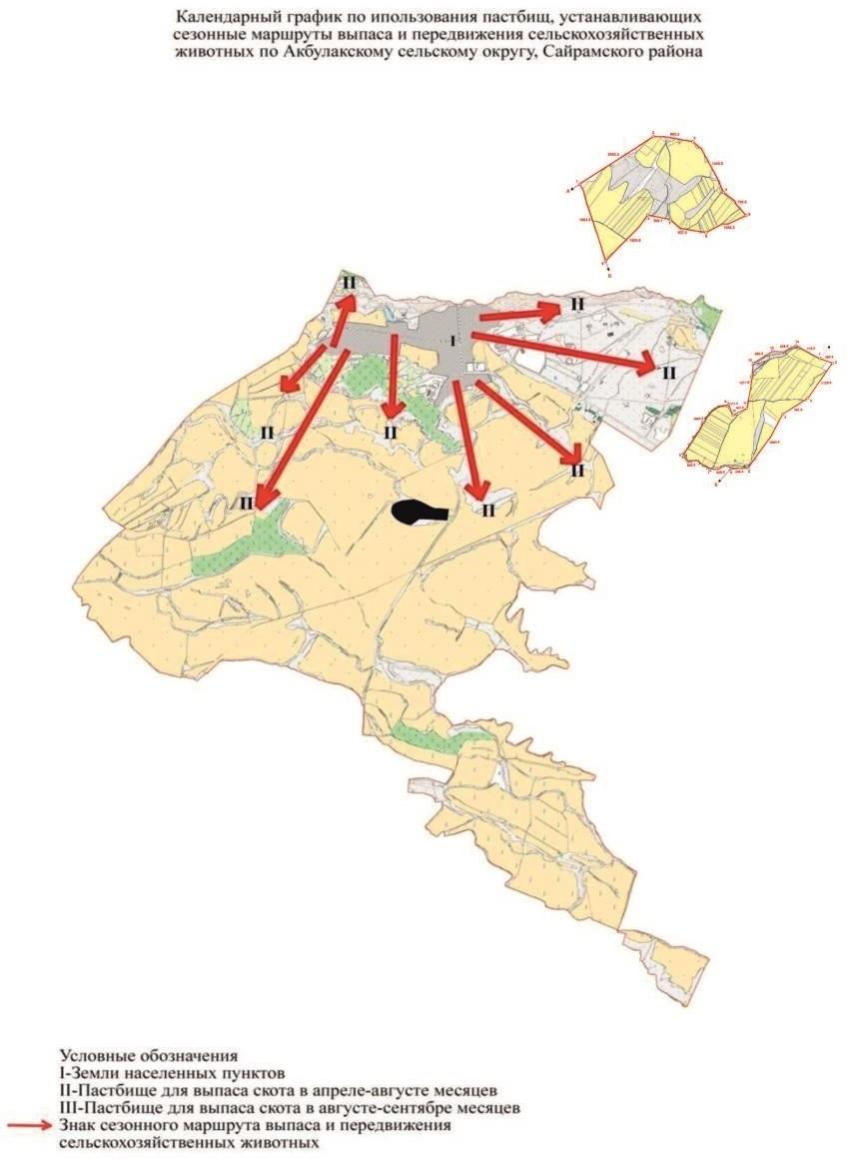 Календарный график по ипользования пастбищ, устанавливающих
сезонные маршруты выпаса и передвижения сельскохозяйственных
животных по Акбулакскому сельскому округу, Сайрамского района
II
II
I
II
II
II
II
II
II
Условные обозначения
I-Земли населенных пунктов
II-Пастбище для выпаса скота в апреле-августе месяцев
III-Пастбище для выпаса скота в августе-сентябре месяцев
Знак сезонного маршрута выпаса и передвижения
сельскохозяйственных животных